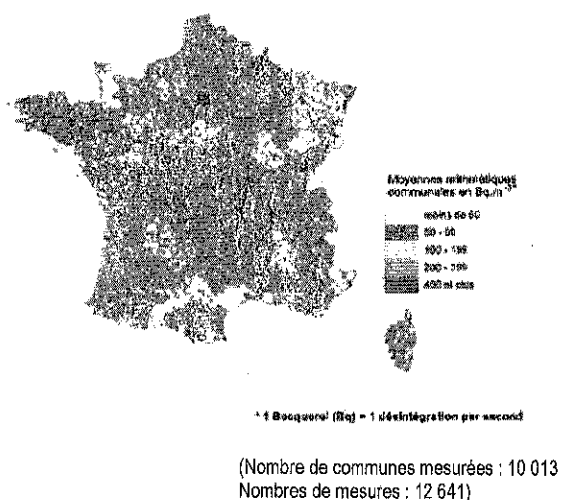 Moyennes arithmétiques
communales en Bq/m
moins de 50
50 - 99
100 - 199
200 - 399
400 et plus
* 1 Becquerel (Bq) = 1 désintégration par second
(Nombre de communes mesurées : 10 013
Nombres de mesures : 12 641)